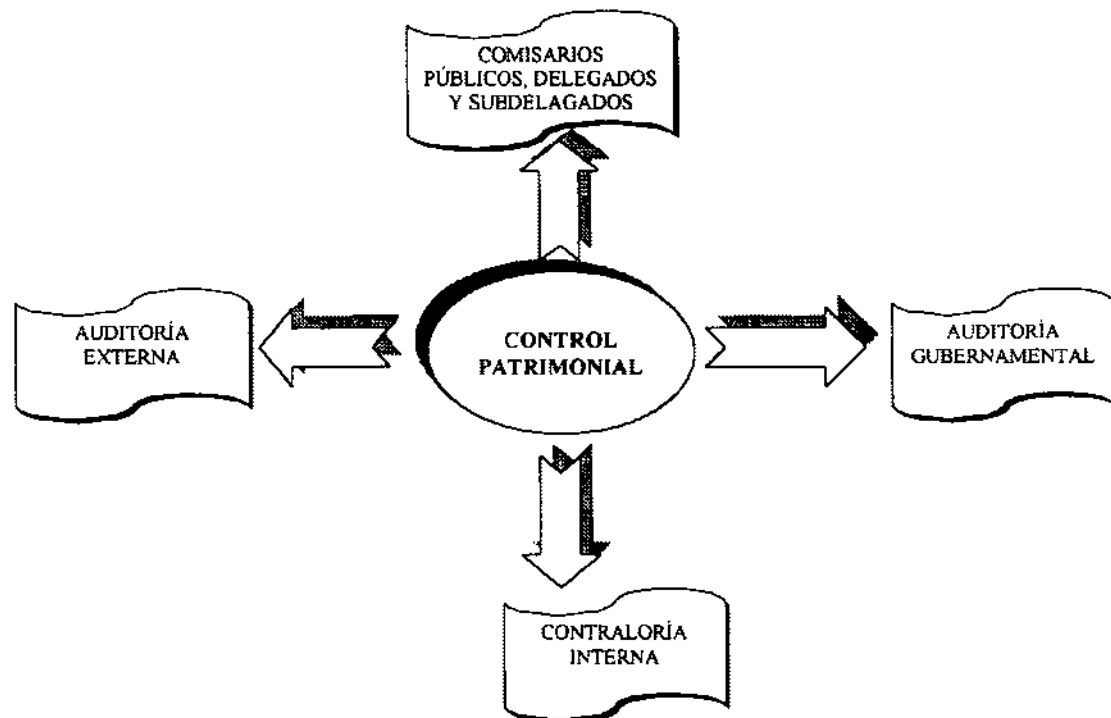 COMISARIOS
PÚBLICOS, DELEGADOS
Y SUBDELAGADOS
AUDITORÍA
EXTERNA
CONTROL
PATRIMONIAL
AUDITORÍA
GUBERNAMENTAL
CONTRALORÍA
INTERNA